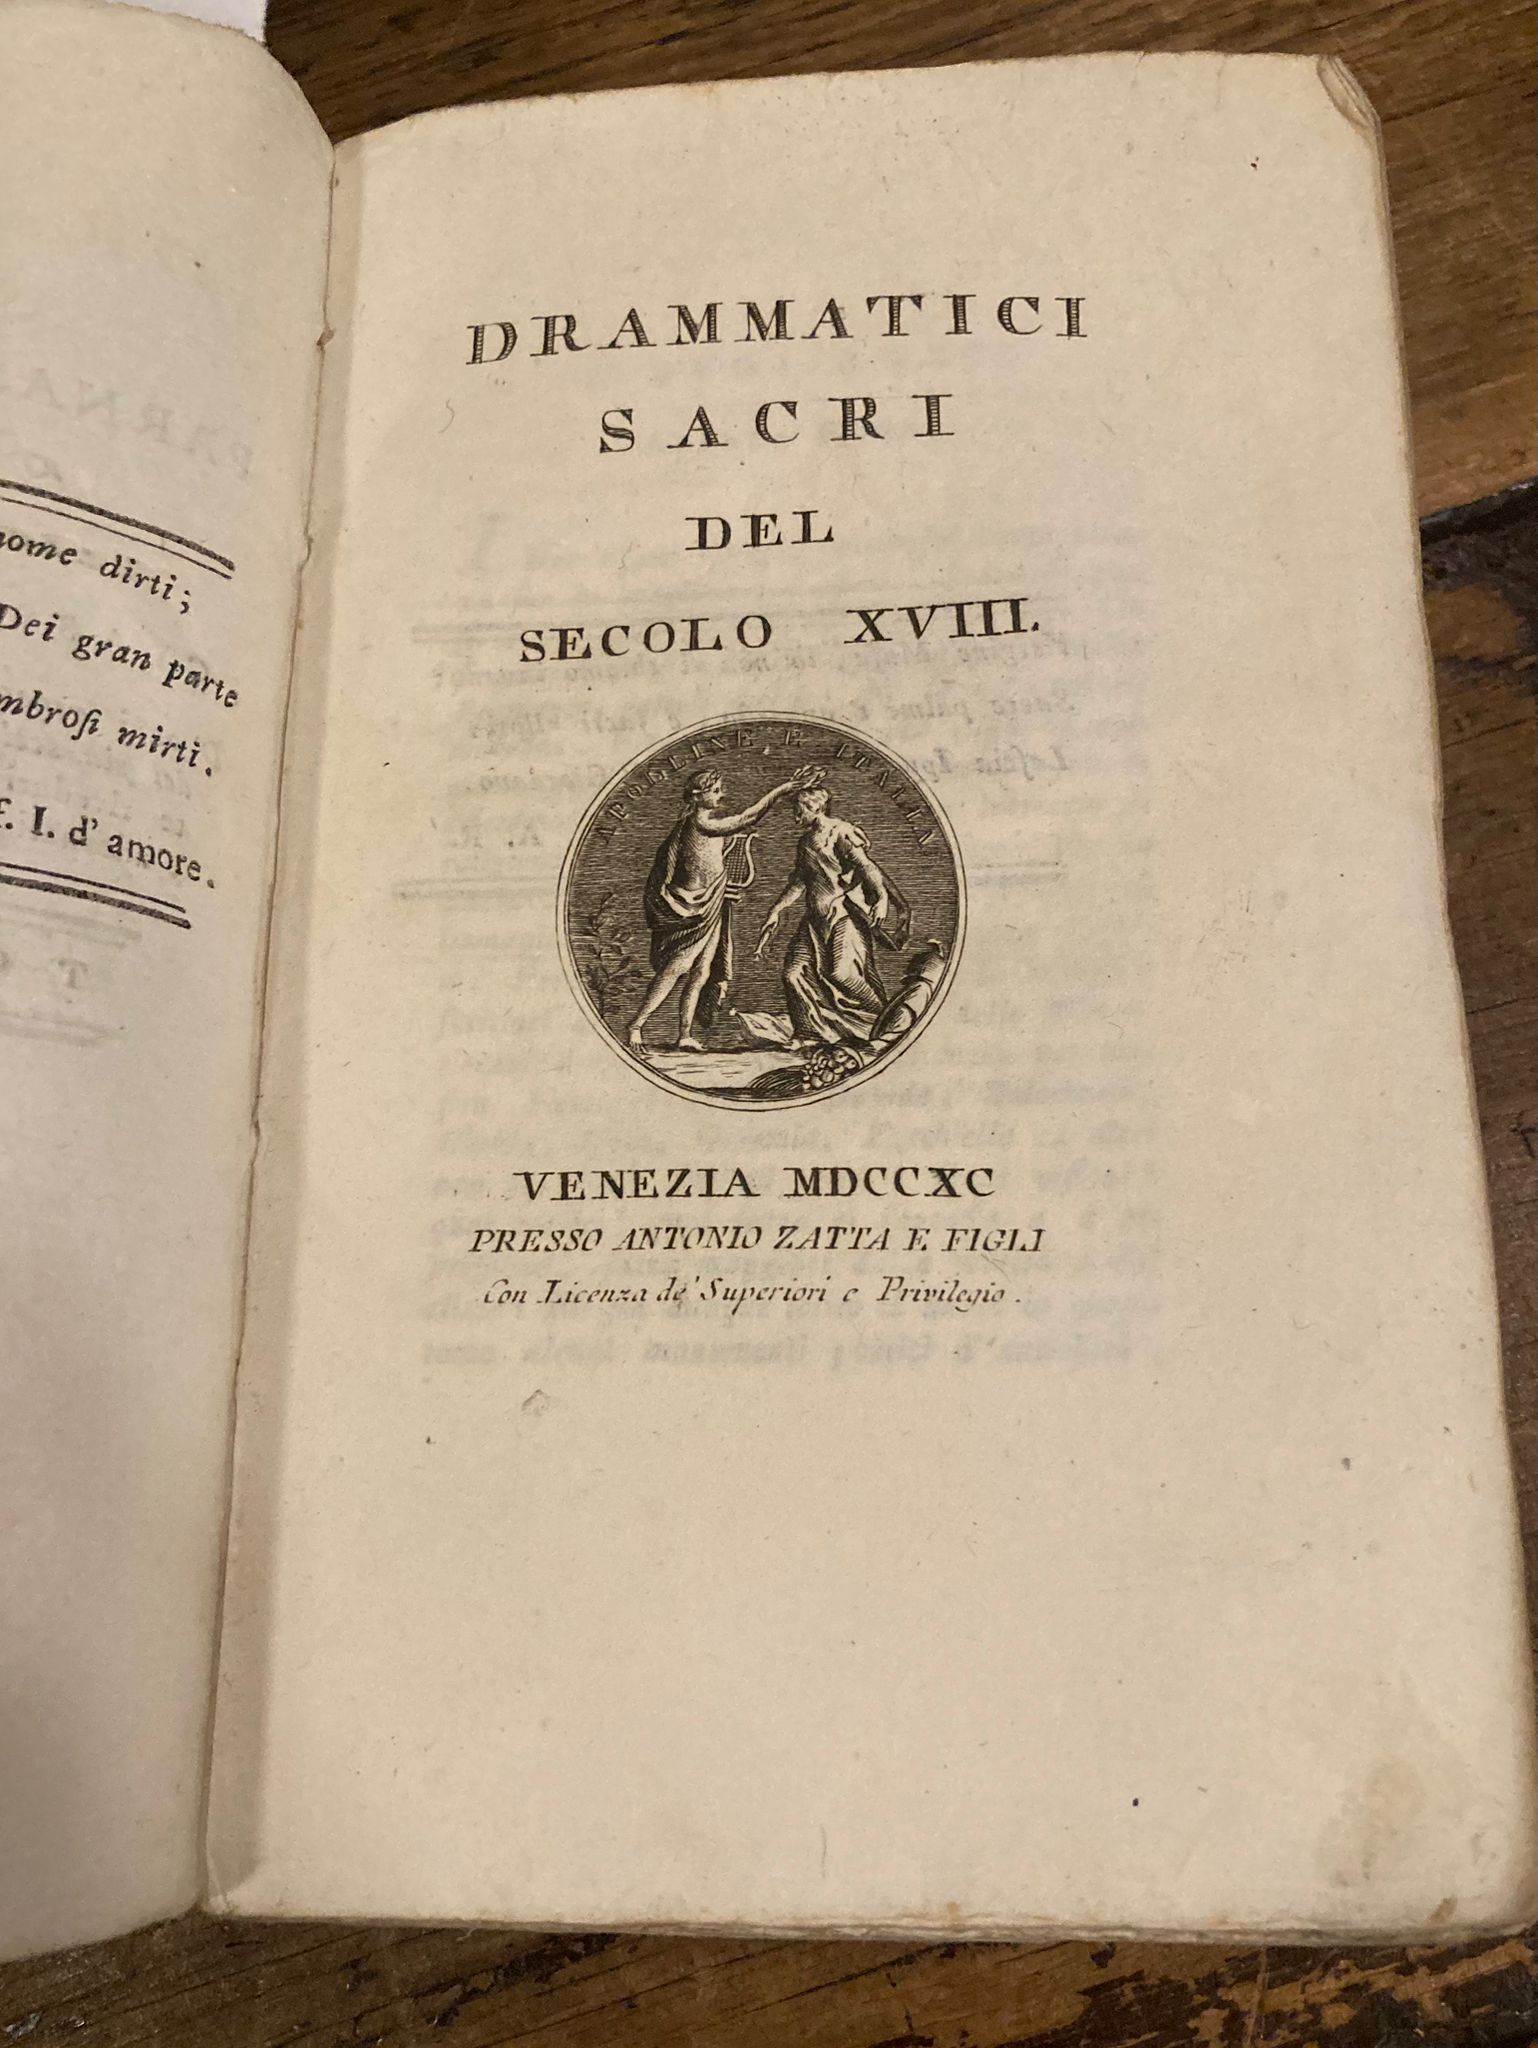 nome dirti;
Dei gran parte
mbrosi mirti.
f. I. d' amore.
DRAMMATICI
SACRI
DEL
SECOLO XVIII.
APOLLINE, E ITALIA
VENEZIA MDCCXC
PRESSO ANTONIO ZATTA E FIGLI
Con Licenza de' Superiori e Privilegio.